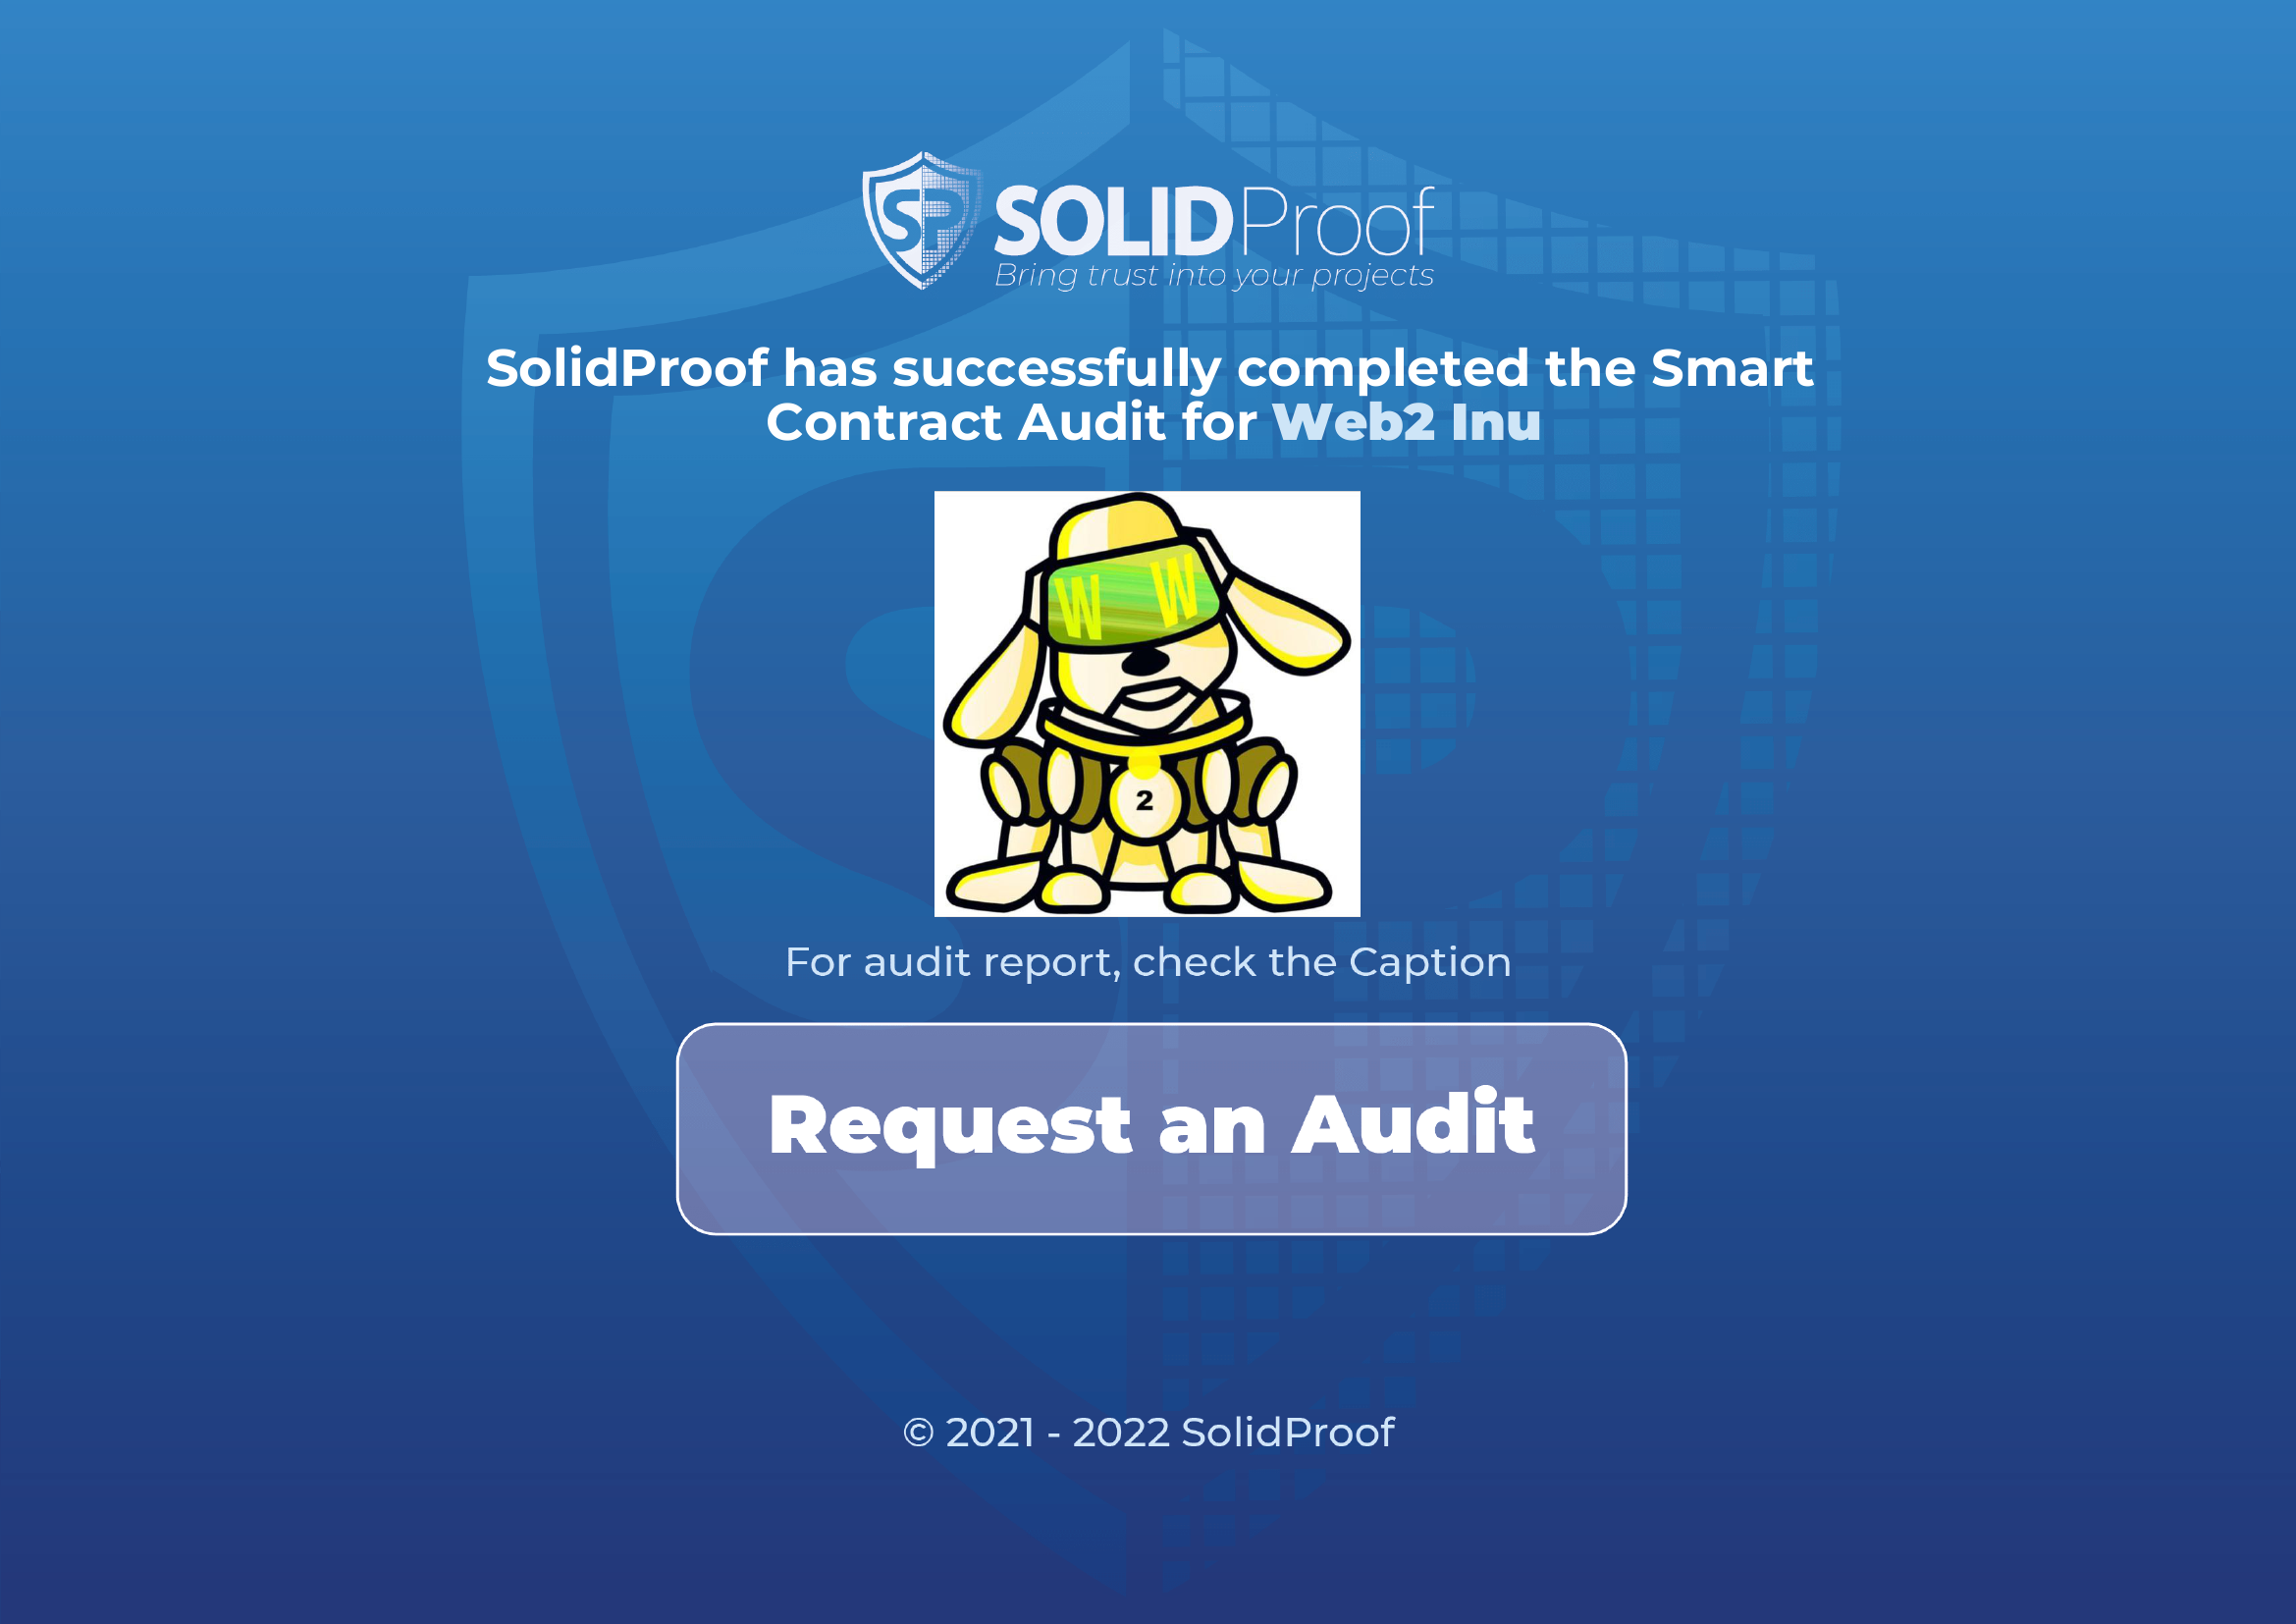 SP SOLIDProof
Bring trust into your projects
SolidProof has successfully completed the Smart
Contract Audit for Web2 Inu
W W
2
For audit report, check the Caption
Request an Audit
© 2021 - 2022 SolidProof